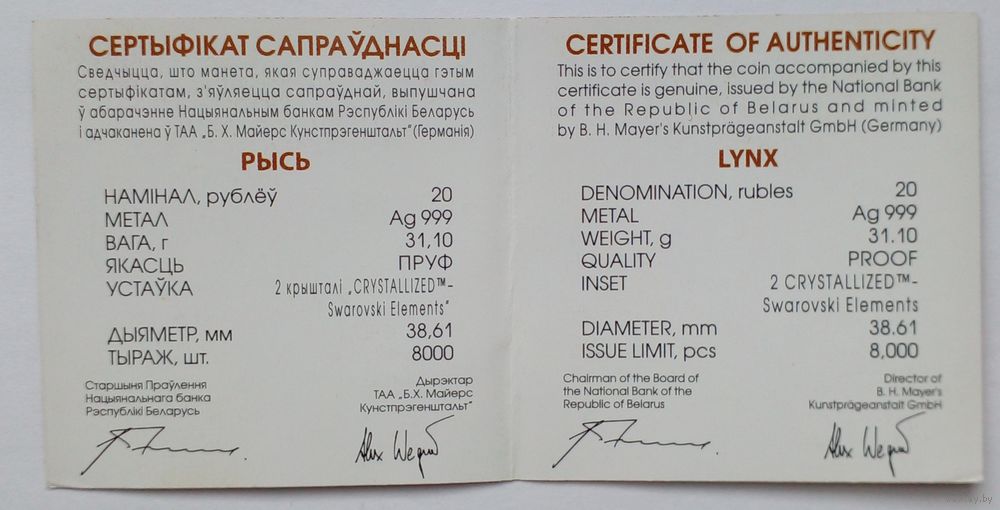 СЕРТЫФІКАТ САПРАЎДНАСЦІ
Сведчыцца, што манета, якая суправаджаецца гэтым
сертыфікатам, з'яўляецца сапраўднай, выпушчана
ў абарачэнне Нацыянальным банкам Рэспублікі Беларусь
і адчаканена ў ТАА „Б. Х. Майерс Кунстпрэгенштальт“(Германія)
РЫСЬ
НАМІНАЛ, рублёў 20
МЕТАЛ Ag 999
ВАГА, г 31,10
ЯКАСЦЬ ПРУФ
УСТАЎКА 2 крышталі „CRYSTALLIZED™-
Swarovski Elements“
ДЫЯМЕТР, мм 38,61
ТЫРАЖ, шт. 8000
Старшыня Праўлення
Нацыянальнага банка
Рэспублікі Беларусь
Дырэктар
ТАА „Б.Х. Майерс
Кунстпрэгенштальт“
Alex Wegner
CERTIFICATE OF AUTHENTICITY
This is to certify that the coin accompanied by this
certificate is genuine, issued by the National Bank
of the Republic of Belarus and minted
by B. H. Mayer's Kunstprägeanstalt GmbH (Germany)
LYNX
DENOMINATION, rubles 20
METAL Ag 999
WEIGHT, g 31.10
QUALITY PROOF
INSET 2 CRYSTALLIZED™-
Swarovski Elements
DIAMETER, mm 38.61
ISSUE LIMIT, pcs 8,000
Chairman of the Board of
the National Bank of the
Republic of Belarus
Director of
B. H. Mayer's
Kunstprägeanstalt GmbH
Alex Wegner